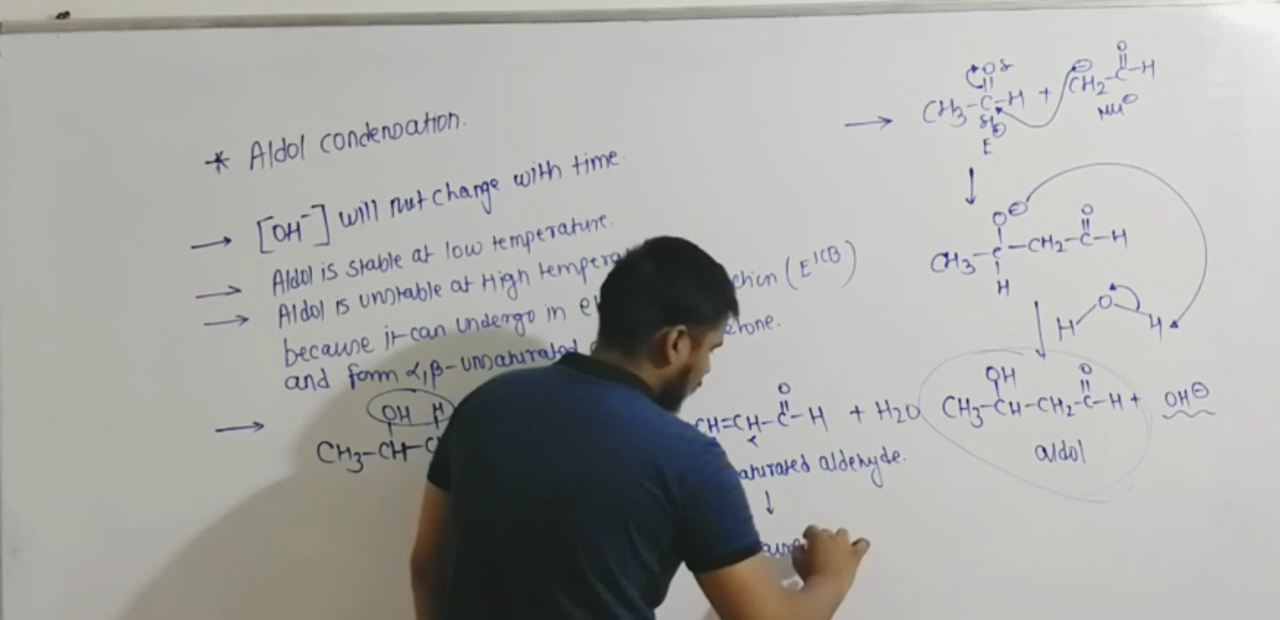 * Aldol condensation.
→ [OH⁻] will not change with time.
→ Aldol is stable at low temperature.
→ Aldol is unstable at High
because it can undergo in (E1CB)
and form α,β-unsaturated
→ OH H
CH3-CH-
CH=CH-C-H + H2O
O
aldehyde.
↓
→ CH3-C-H + CH2-C-H
O O
E Nu⊖
↓
O⊖ O
CH3-C-CH2-C-H
H
H O H
↓
OH O
CH3-CH-CH2-C-H + OH⊖
aldol